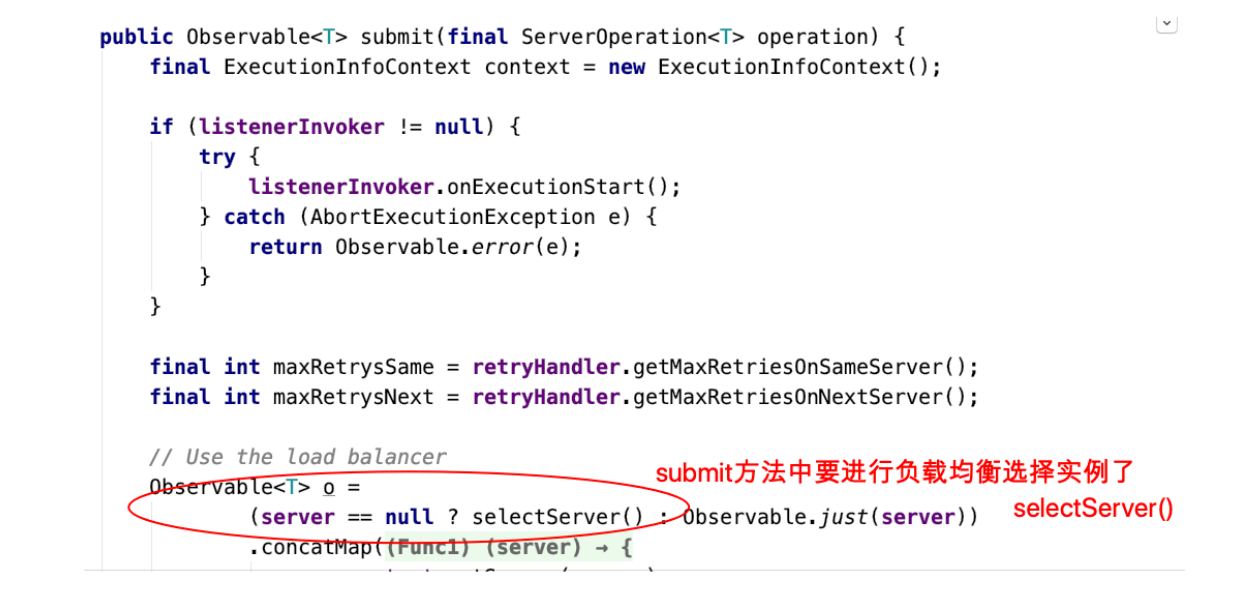 public Observable<T> submit(final ServerOperation<T> operation) {
final ExecutionInfoContext context = new ExecutionInfoContext();
if (listenerInvoker != null) {
try {
listenerInvoker.onExecutionStart();
} catch (AbortExecutionException e) {
return Observable.error(e);
}
}
final int maxRetrysSame = retryHandler.getMaxRetriesOnSameServer();
final int maxRetrysNext = retryHandler.getMaxRetriesOnNextServer();
// Use the load balancer
submit方法中要进行负载均衡选择实例了
Observable<T> o =
selectServer()
(server == null ? selectServer() : Observable.just(server))
.concatMap((Func1) (server) → {